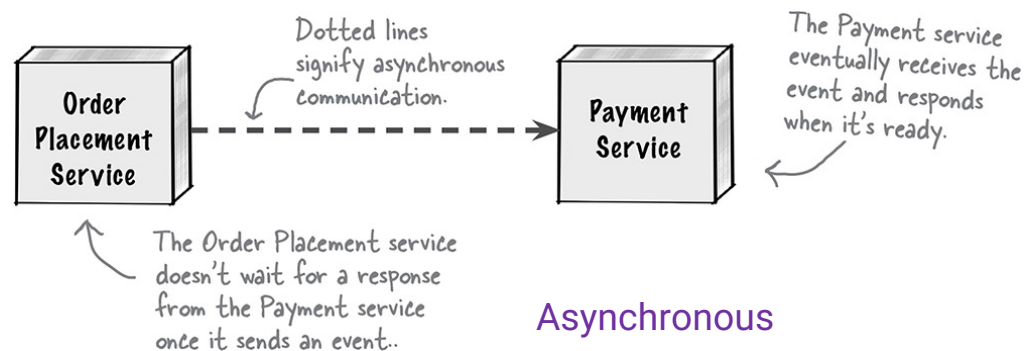 Dotted lines
signify asynchronous
communication.
The Payment service
eventually receives the
event and responds
when it's ready.
Order
Placement
Service
Payment
Service
The Order Placement service
doesn't wait for a response
from the Payment service
once it sends an event..
Asynchronous